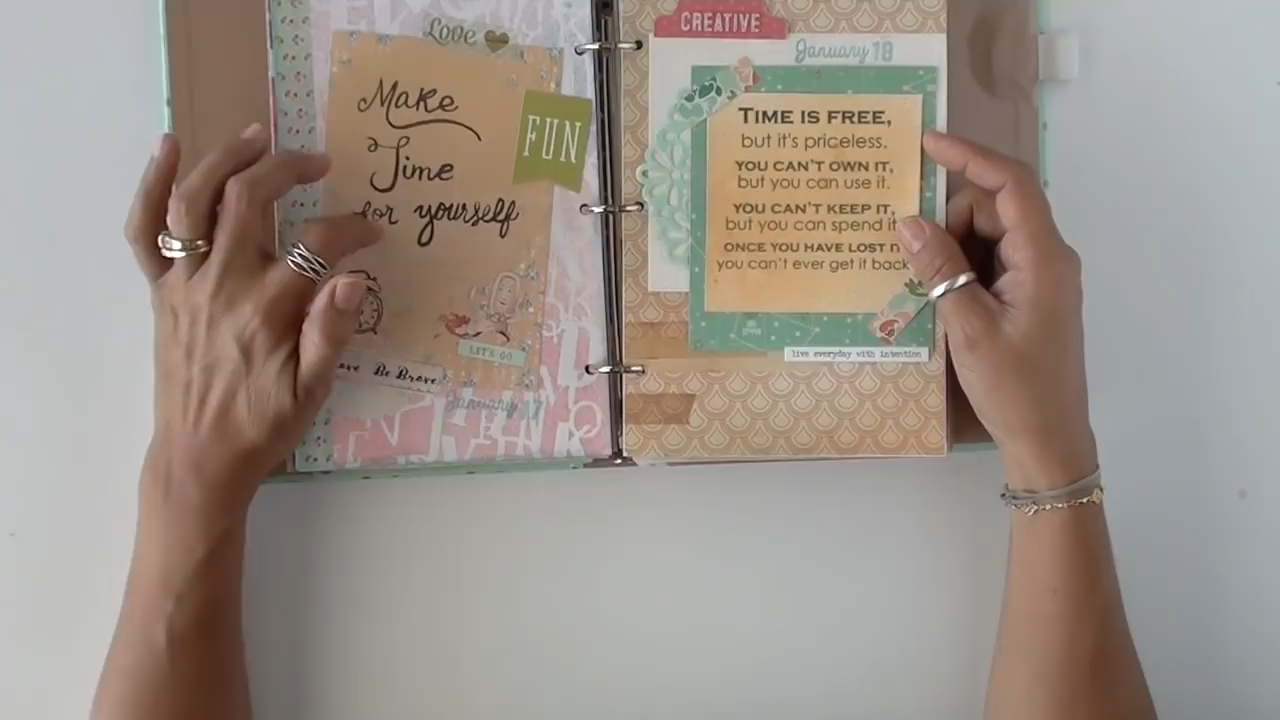 Love
Make
Time
for yourself
FUN
LET'S GO
Be Brave
January 17
CREATIVE
January 18
TIME IS FREE,
but it's priceless.
YOU CAN'T OWN IT,
but you can use it.
YOU CAN'T KEEP IT,
but you can spend it
ONCE YOU HAVE LOST
you can't ever get it back
live everyday with intention